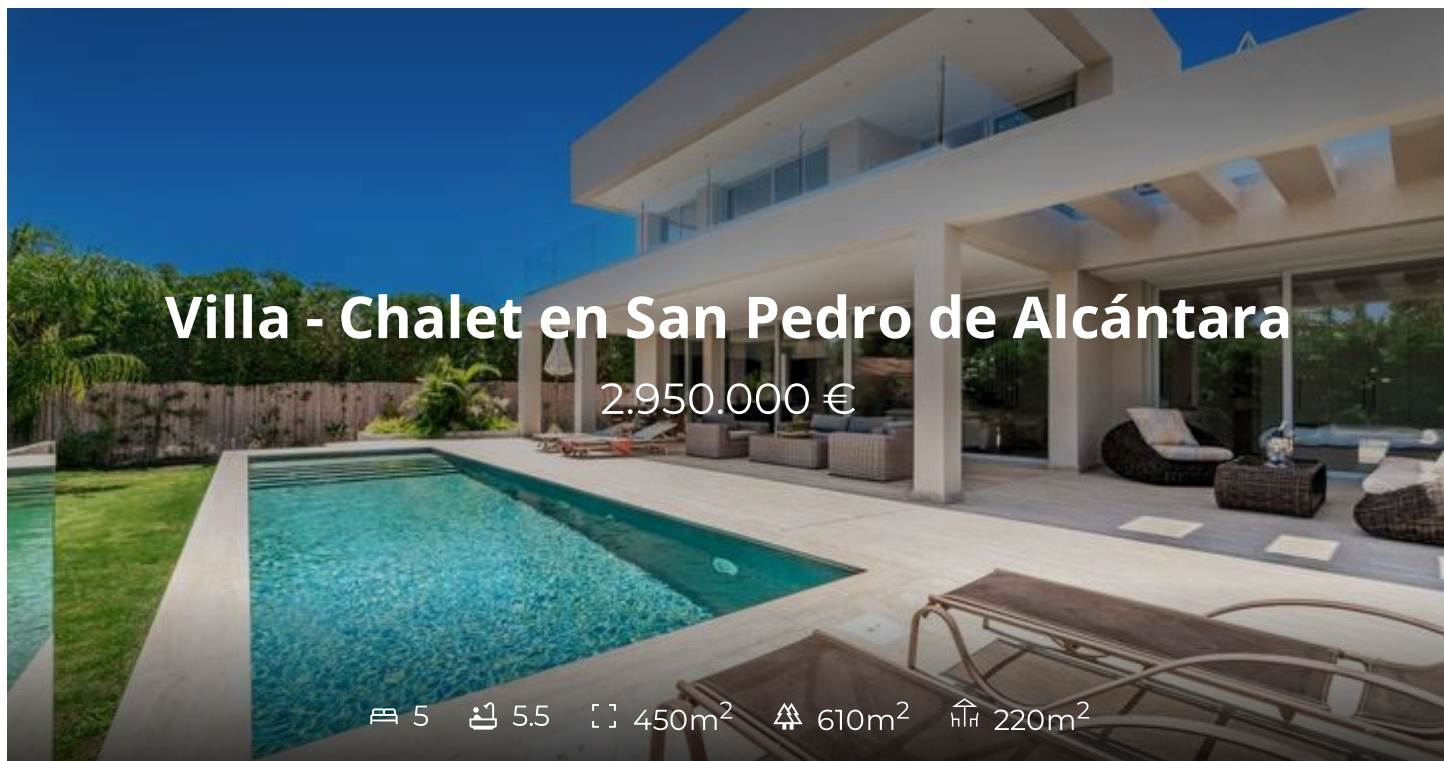 Villa - Chalet en San Pedro de Alcántara
2.950.000 €
5 5.5 450m² 610m² 220m²